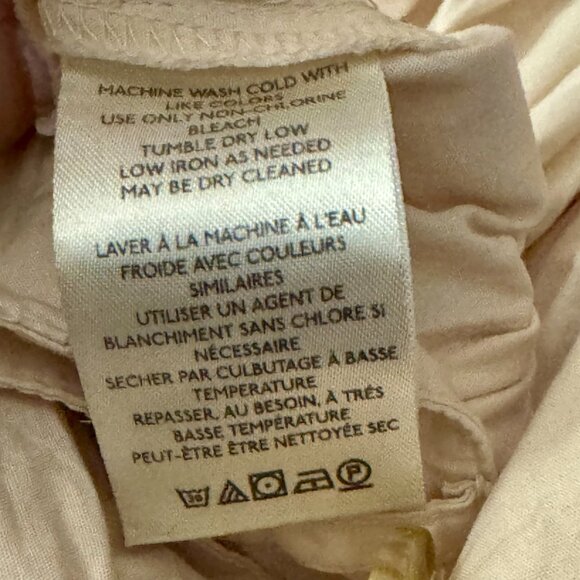 MACHINE WASH COLD WITH
LIKE COLORS
USE ONLY NON-CHLORINE
BLEACH
TUMBLE DRY LOW
LOW IRON AS NEEDED
MAY BE DRY CLEANED
LAVER À LA MACHINE À L'EAU
FROIDE AVEC COULEURS
SIMILAIRES
UTILISER UN AGENT DE
BLANCHIMENT SANS CHLORE SI
NÉCESSAIRE
SECHER PAR CULBUTAGE À BASSE
TEMPERATURE
REPASSER, AU BESOIN, À TRÈS
BASSE TEMPÉRATURE
PEUT-ÊTRE ÊTRE NETTOYÉE SEC
30 P